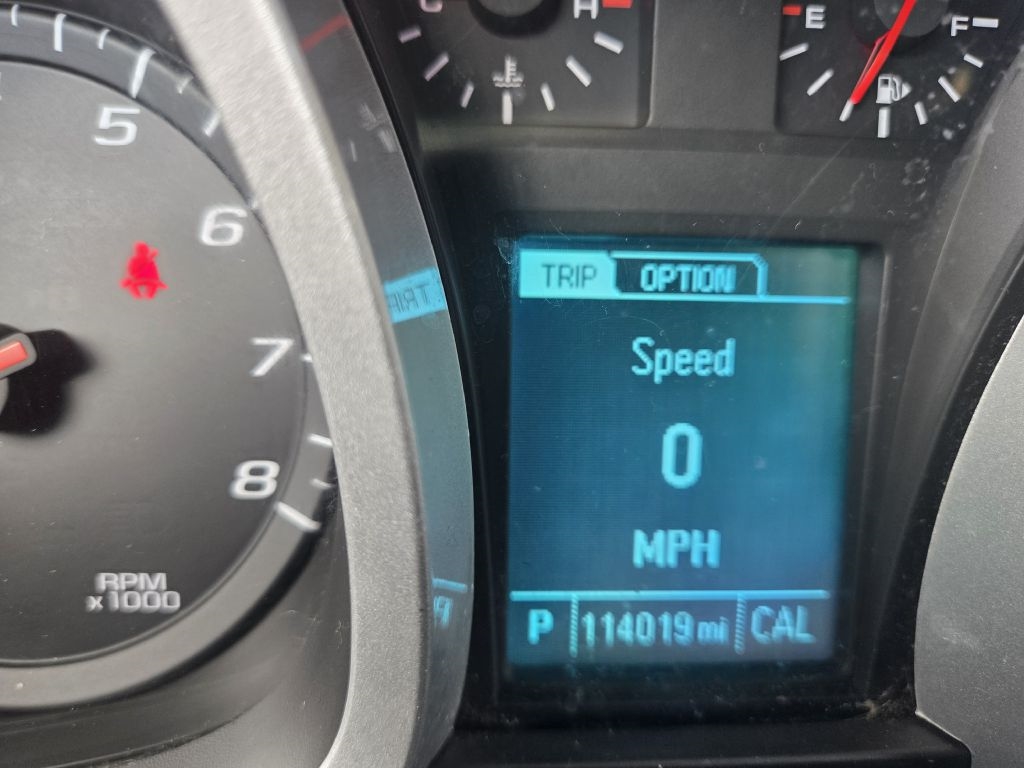 C H
E F
5
6
7
8
RPM
x1000
TRIP OPTION
Speed
0
MPH
P 114019 mi CAL